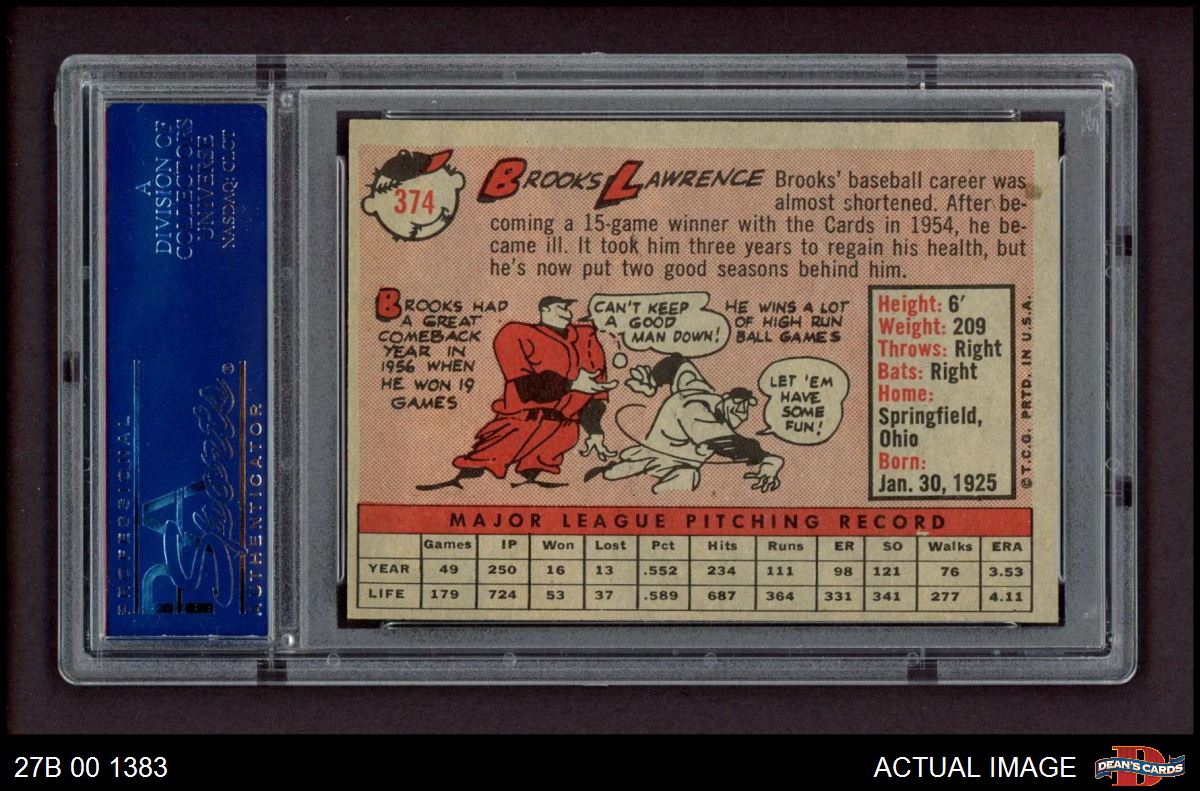 A
DIVISION OF
COLLECTORS
UNIVERSE
NASDAQ: CLCT
PROFESSIONAL
PSA
Sports®
AUTHENTICATOR
374
BROOKS LAWRENCE
Brooks' baseball career was
almost shortened. After be-
coming a 15-game winner with the Cards in 1954, he be-
came ill. It took him three years to regain his health, but
he's now put two good seasons behind him.
BROOKS HAD
A GREAT
COMEBACK
YEAR IN
1956 WHEN
HE WON 19
GAMES
CAN'T KEEP
A GOOD
MAN DOWN!
HE WINS A LOT
OF HIGH RUN
BALL GAMES
LET 'EM
HAVE
SOME
FUN!
Height: 6'
Weight: 209
Throws: Right
Bats: Right
Home:
Springfield,
Ohio
Born:
Jan. 30, 1925
©T.C.G. PRTD. IN U.S.A.
MAJOR LEAGUE PITCHING RECORD
Games IP Won Lost Pct Hits Runs ER SO Walks ERA
YEAR 49 250 16 13 .552 234 111 98 121 76 3.53
LIFE 179 724 53 37 .589 687 364 331 341 277 4.11
27B 00 1383
ACTUAL IMAGE
DEAN'S CARDS